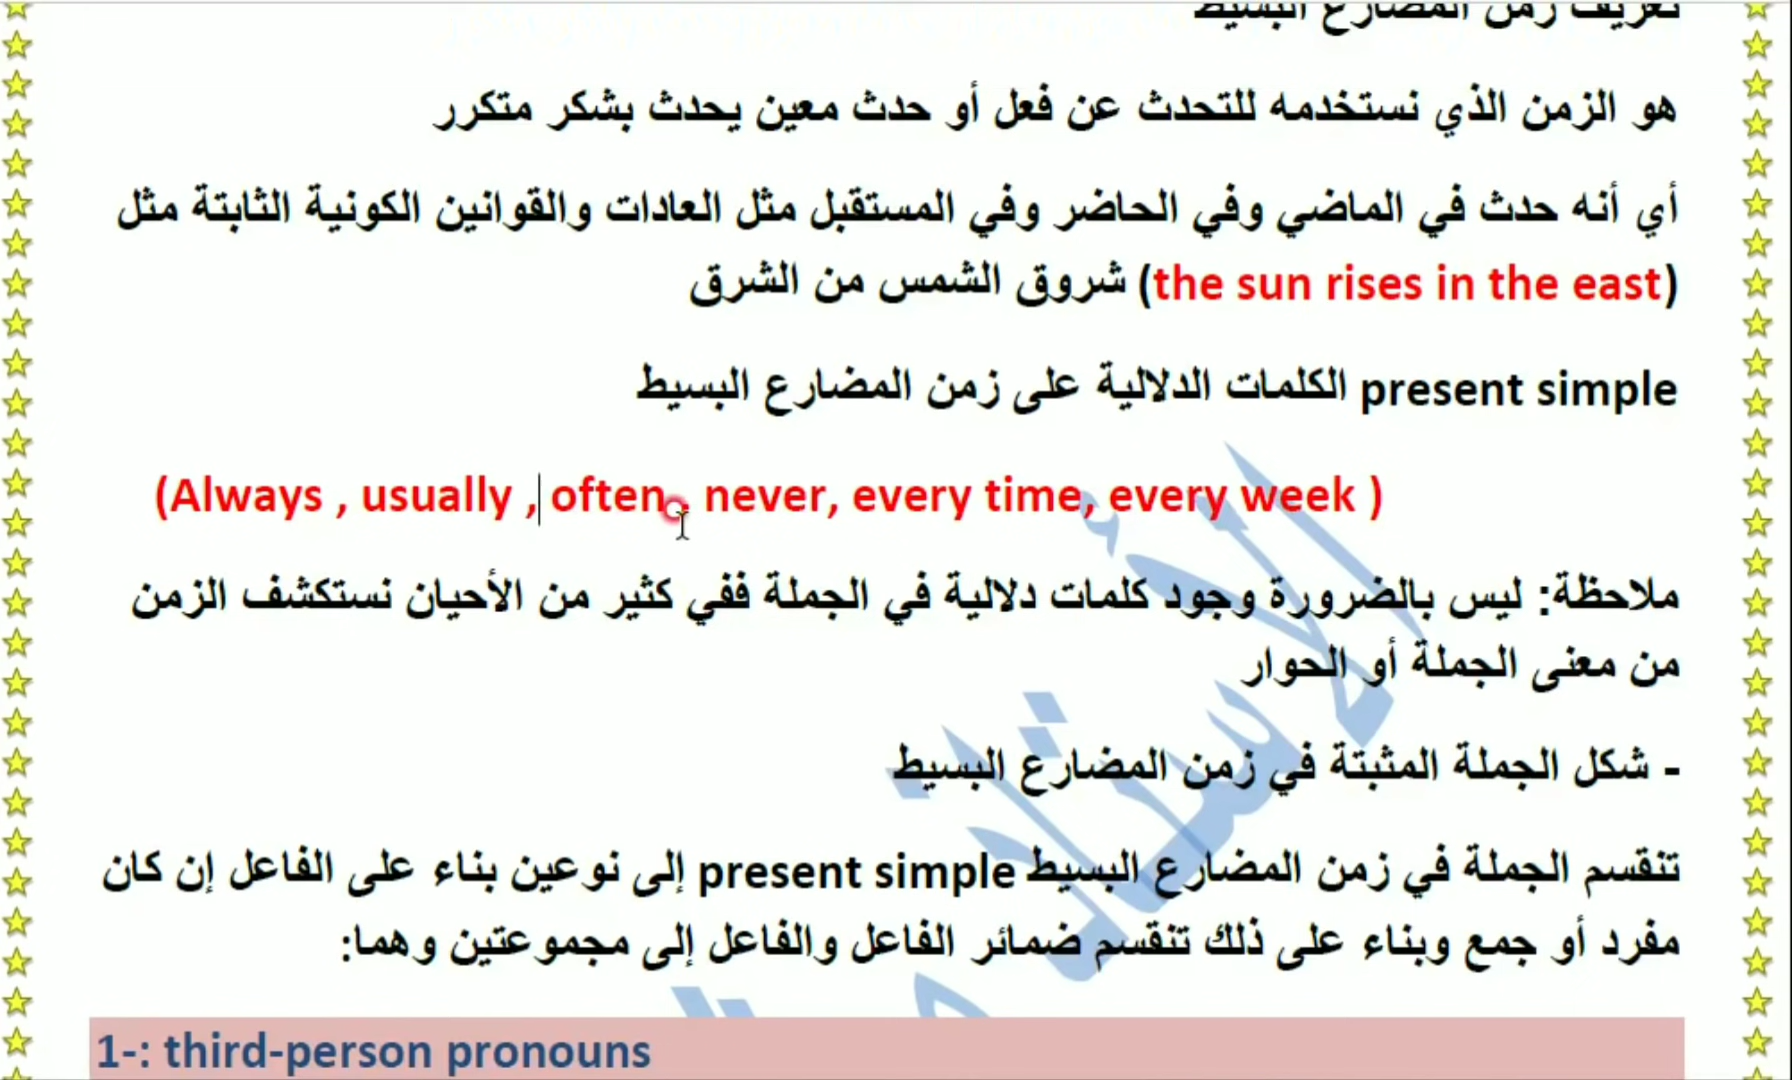 تعريف زمن المضارع البسيط
هو الزمن الذي نستخدمه للتحدث عن فعل أو حدث معين يحدث بشكر متكرر
أي أنه حدث في الماضي وفي الحاضر وفي المستقبل مثل العادات والقوانين الكونية الثابتة مثل
(the sun rises in the east) شروق الشمس من الشرق
present simple الكلمات الدلالية على زمن المضارع البسيط
(Always , usually , often , never, every time, every week )
ملاحظة: ليس بالضرورة وجود كلمات دلالية في الجملة ففي كثير من الأحيان نستكشف الزمن
من معنى الجملة أو الحوار
- شكل الجملة المثبتة في زمن المضارع البسيط
تنقسم الجملة في زمن المضارع البسيط present simple إلى نوعين بناء على الفاعل إن كان
مفرد أو جمع وبناء على ذلك تنقسم ضمائر الفاعل والفاعل إلى مجموعتين وهما:
1-: third-person pronouns